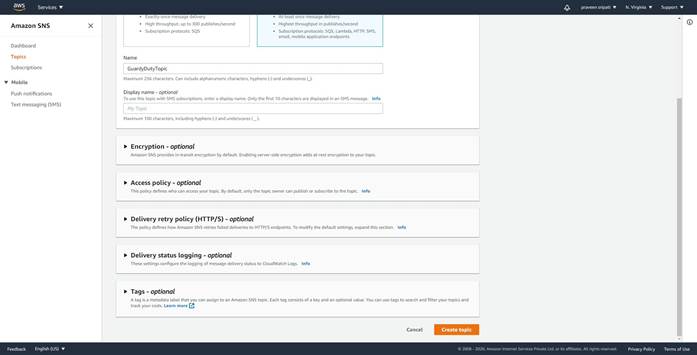 aws
Services
praveen sripati
N. Virginia
Support
Amazon SNS
Dashboard
Topics
Subscriptions
Mobile
Push notifications
Text messaging (SMS)
Exactly-once message delivery
High throughput, up to 300 publishes/second
Subscription protocols: SQS
At least once message delivery
Highest throughput in publishes/second
Subscription protocols: SQS, Lambda, HTTP, SMS,
email, mobile application endpoints
Name
GuardyDutyTopic
Maximum 256 characters. Can include alphanumeric characters, hyphens (-) and underscores (_).
Display name - optional
To use this topic with SMS subscriptions, enter a display name. Only the first 10 characters are displayed in an SMS message. Info
My Topic
Maximum 100 characters, including hyphens (-) and underscores (_).
Encryption - optional
Amazon SNS provides in-transit encryption by default. Enabling server-side encryption adds at-rest encryption to your topic.
Access policy - optional
This policy defines who can access your topic. By default, only the topic owner can publish or subscribe to the topic. Info
Delivery retry policy (HTTP/S) - optional
The policy defines how Amazon SNS retries failed deliveries to HTTP/S endpoints. To modify the default settings, expand this section. Info
Delivery status logging - optional
These settings configure the logging of message delivery status to CloudWatch Logs. Info
Tags - optional
A tag is a metadata label that you can assign to an Amazon SNS topic. Each tag consists of a key and an optional value. You can use tags to search and filter your topics and
track your costs. Learn more
Cancel
Create topic
Feedback
English (US)
© 2008 - 2020, Amazon Internet Services Private Ltd. or its affiliates. All rights reserved.
Privacy Policy
Terms of Use